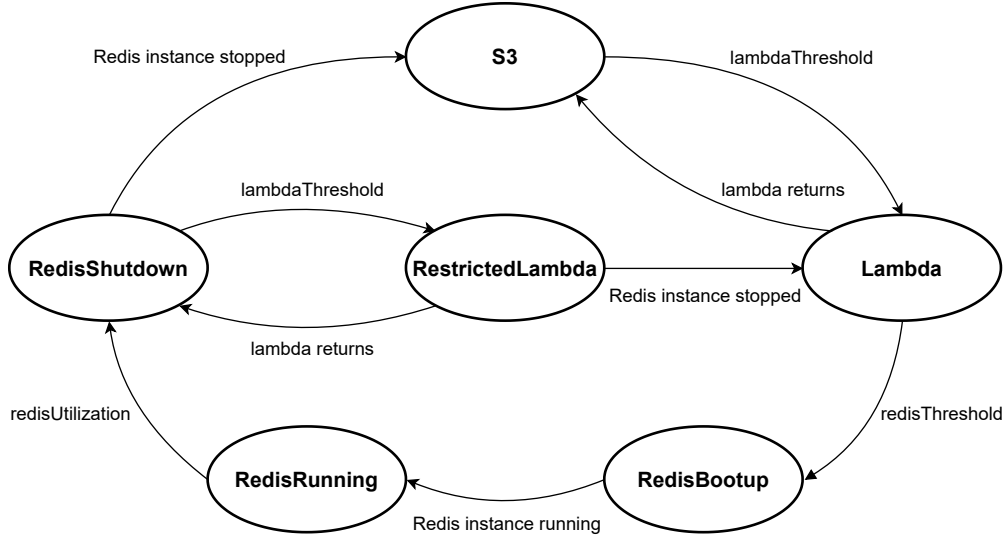 S3
Redis instance stopped
lambdaThreshold
lambdaThreshold
lambda returns
RedisShutdown
RestrictedLambda
Lambda
Redis instance stopped
lambda returns
redisUtilization
redisThreshold
RedisRunning
RedisBootup
Redis instance running